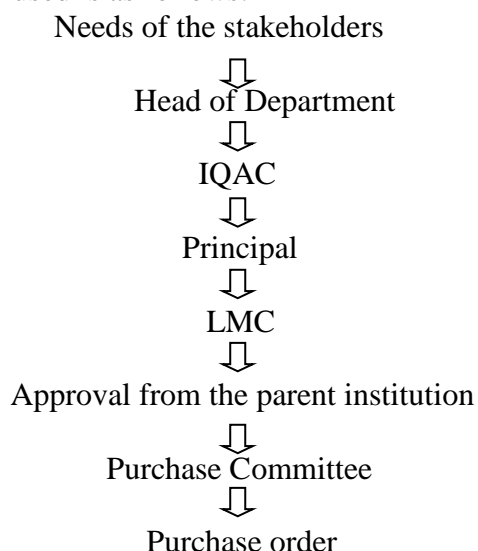 Needs of the stakeholders
Head of Department
IQAC
Principal
LMC
Approval from the parent institution
Purchase Committee
Purchase order